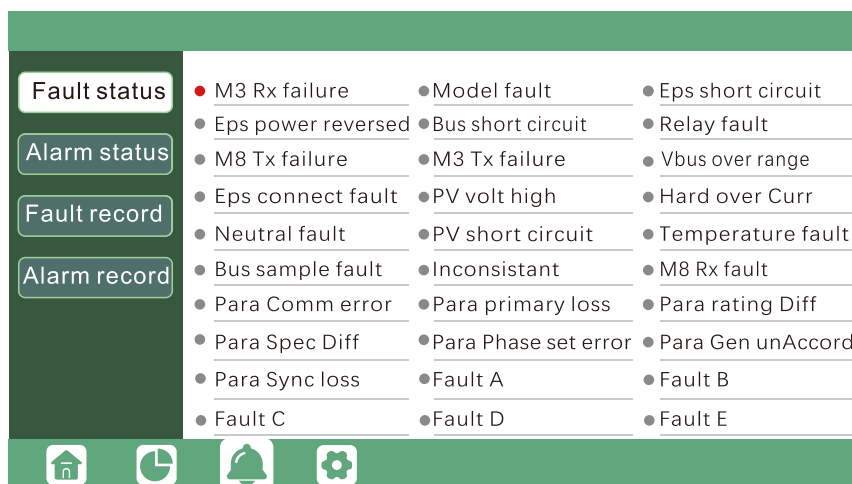 Fault status
Alarm status
Fault record
Alarm record
M3 Rx failure
Model fault
Eps short circuit
Eps power reversed
Bus short circuit
Relay fault
M8 Tx failure
M3 Tx failure
Vbus over range
Eps connect fault
PV volt high
Hard over Curr
Neutral fault
PV short circuit
Temperature fault
Bus sample fault
Inconsistant
M8 Rx fault
Para Comm error
Para primary loss
Para rating Diff
Para Spec Diff
Para Phase set error
Para Gen unAccord
Para Sync loss
Fault A
Fault B
Fault C
Fault D
Fault E